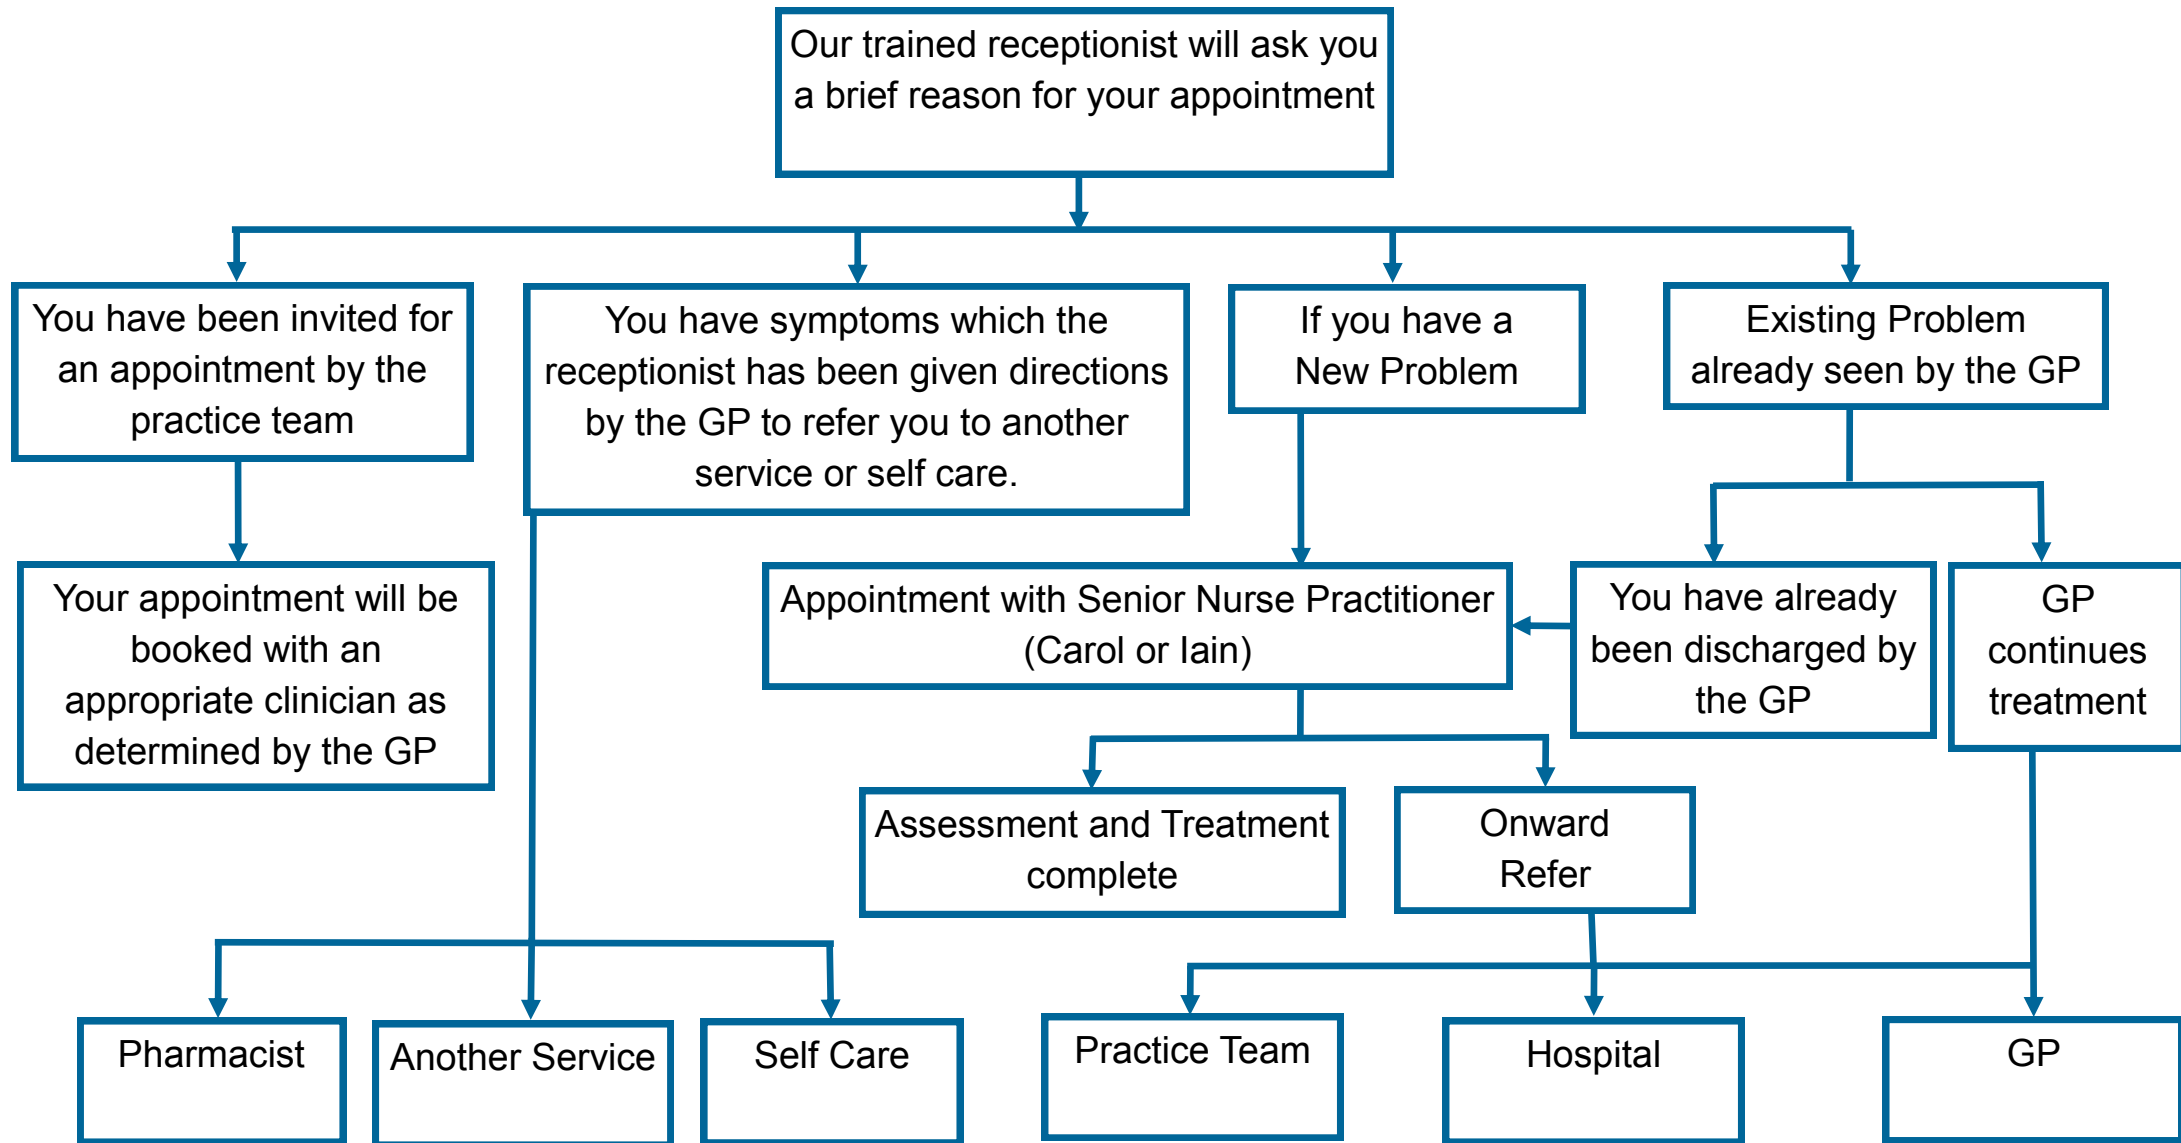 Our trained receptionist will ask you
a brief reason for your appointment
You have been invited for
an appointment by the
practice team
You have symptoms which the
receptionist has been given directions
by the GP to refer you to another
service or self care.
If you have a
New Problem
Existing Problem
already seen by the GP
Your appointment will be
booked with an
appropriate clinician as
determined by the GP
Appointment with Senior Nurse Practitioner
(Carol or Iain)
You have already
been discharged by
the GP
GP
continues
treatment
Assessment and Treatment
complete
Onward
Refer
Pharmacist
Another Service
Self Care
Practice Team
Hospital
GP